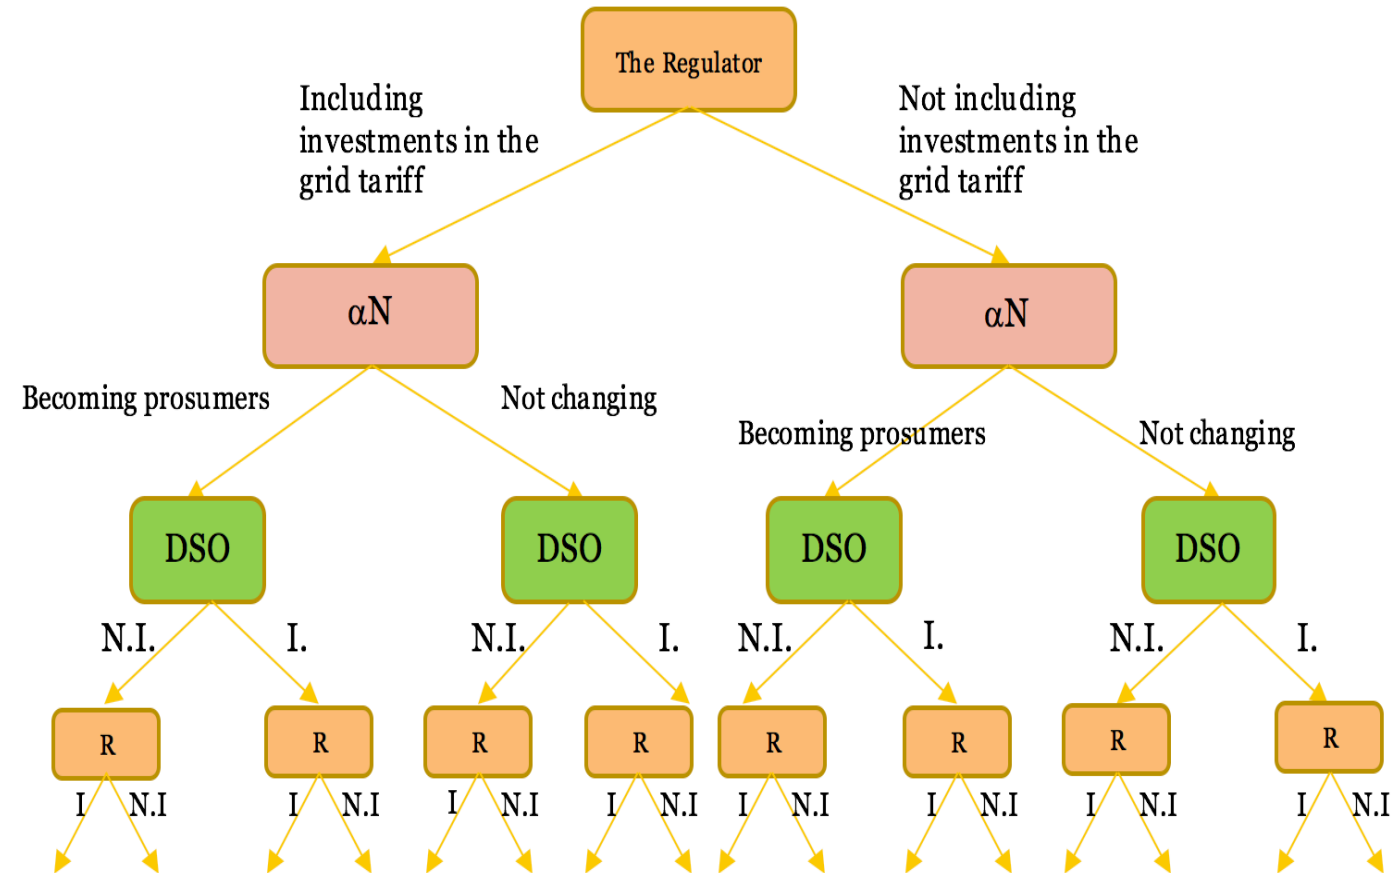 The Regulator
Including
investments in the
grid tariff
Not including
investments in the
grid tariff
αN
αN
Becoming prosumers
Not changing
Becoming prosumers
Not changing
DSO
DSO
DSO
DSO
N.I.
I.
N.I.
I.
N.I.
I.
N.I.
I.
R
R
R
R
R
R
R
R
I
N.I
I
N.I
I
N.I
I
N.I
I
N.I
I
N.I
I
N.I
I
N.I